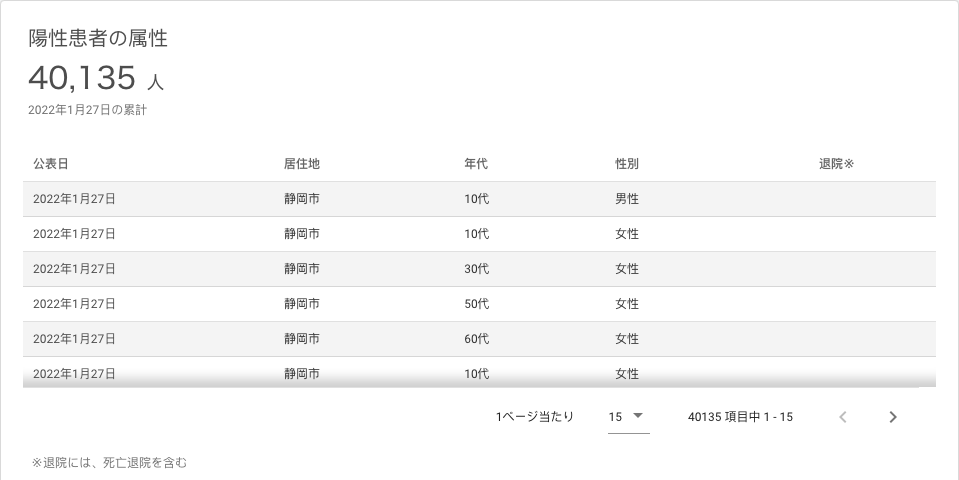 陽性患者の属性
40,135 人
2022年1月27日の累計
公表日 居住地 年代 性別 退院※
2022年1月27日 静岡市 10代 男性
2022年1月27日 静岡市 10代 女性
2022年1月27日 静岡市 30代 女性
2022年1月27日 静岡市 50代 女性
2022年1月27日 静岡市 60代 女性
2022年1月27日 静岡市 10代 女性
1ページ当たり 15 40135 項目中 1 - 15
※退院には、死亡退院を含む